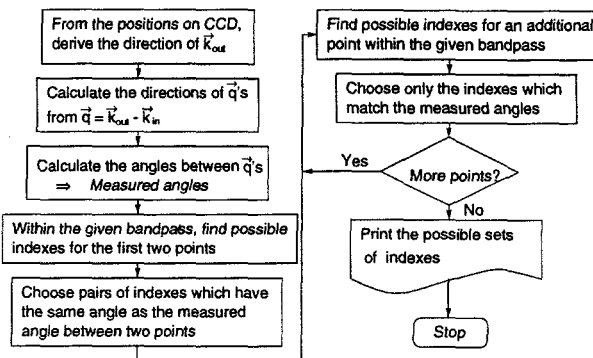 From the positions on CCD,
derive the direction of k⃗out
Calculate the directions of q⃗'s
from q⃗ = k⃗out - k⃗in
Calculate the angles between q⃗'s
⇒ Measured angles
Within the given bandpass, find possible
indexes for the first two points
Choose pairs of indexes which have
the same angle as the measured
angle between two points
Find possible indexes for an additional
point within the given bandpass
Choose only the indexes which
match the measured angles
Yes
More points?
No
Print the possible sets
of indexes
Stop